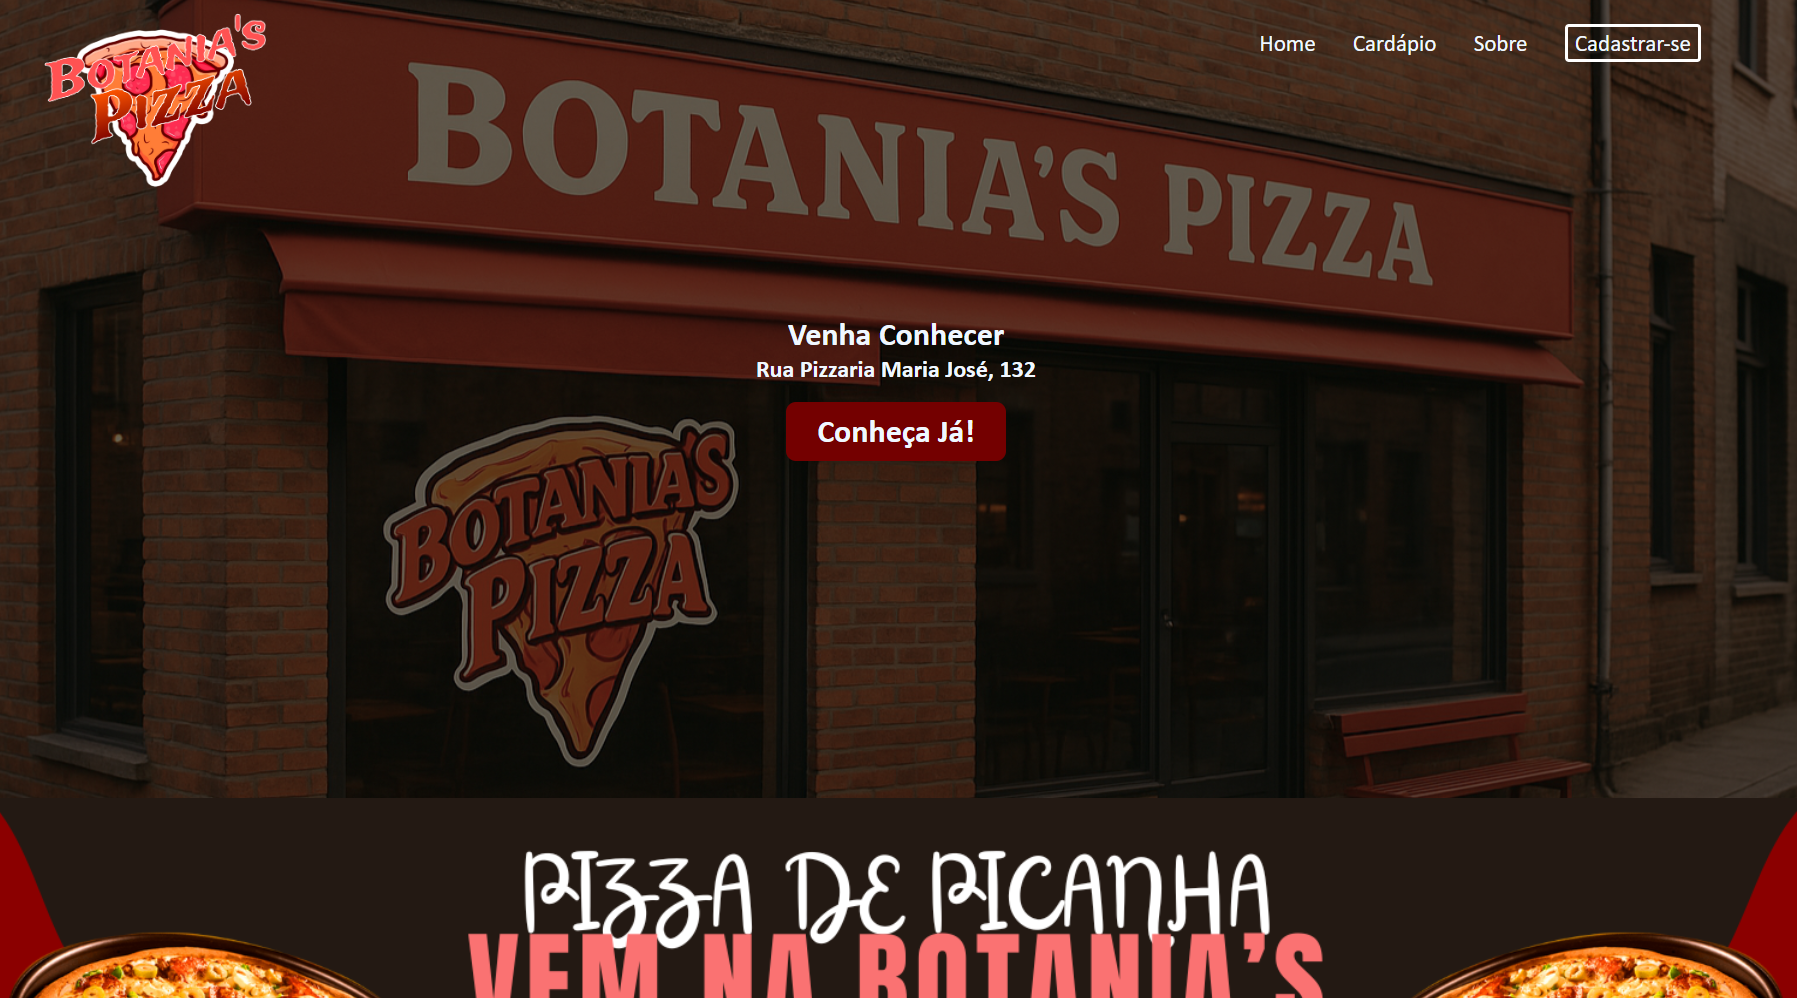 BOTANIA'S
PIZZA
Home
Cardápio
Sobre
Cadastrar-se
BOTANIA'S PIZZA
Venha Conhecer
Rua Pizzaria Maria José, 132
Conheça Já!
BOTANIA'S
PIZZA
PIZZA DE PICANHA
VEM NA BOTANIA'S